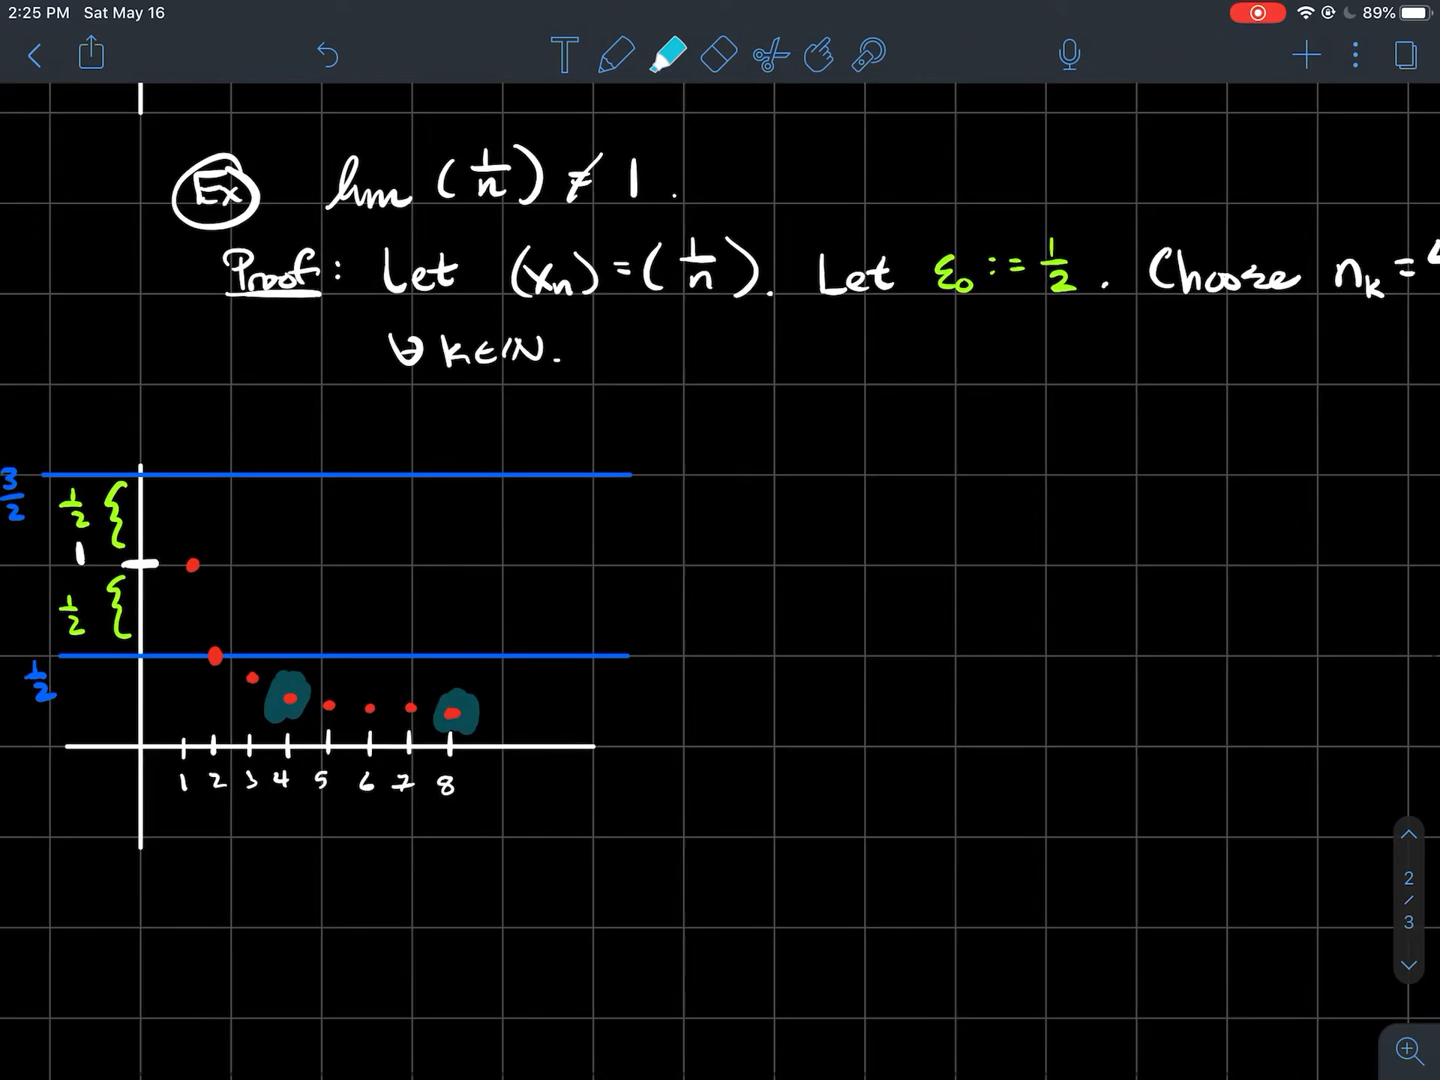 2:25 PM Sat May 16 89%
Ex lim (1/n) ≠ 1.
Proof: Let (xₙ) = (1/n). Let ε₀ := 1/2. Choose nₖ =
∀ k ∈ ℕ.
3/2
1/2
1
1/2
1/2
1 2 3 4 5 6 7 8
2 / 3